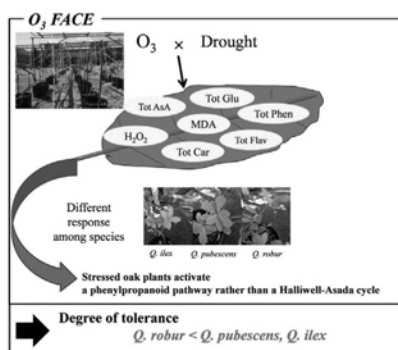 O₃ FACE
O₃ × Drought
Tot AsA
Tot Glu
Tot Phen
H₂O₂
MDA
Tot Flav
Tot Car
Different
response
among species
Q. ilex
Q. pubescens
Q. robur
Stressed oak plants activate
a phenylpropanoid pathway rather than a Halliwell-Asada cycle
Degree of tolerance
Q. robur < Q. pubescens, Q. ilex